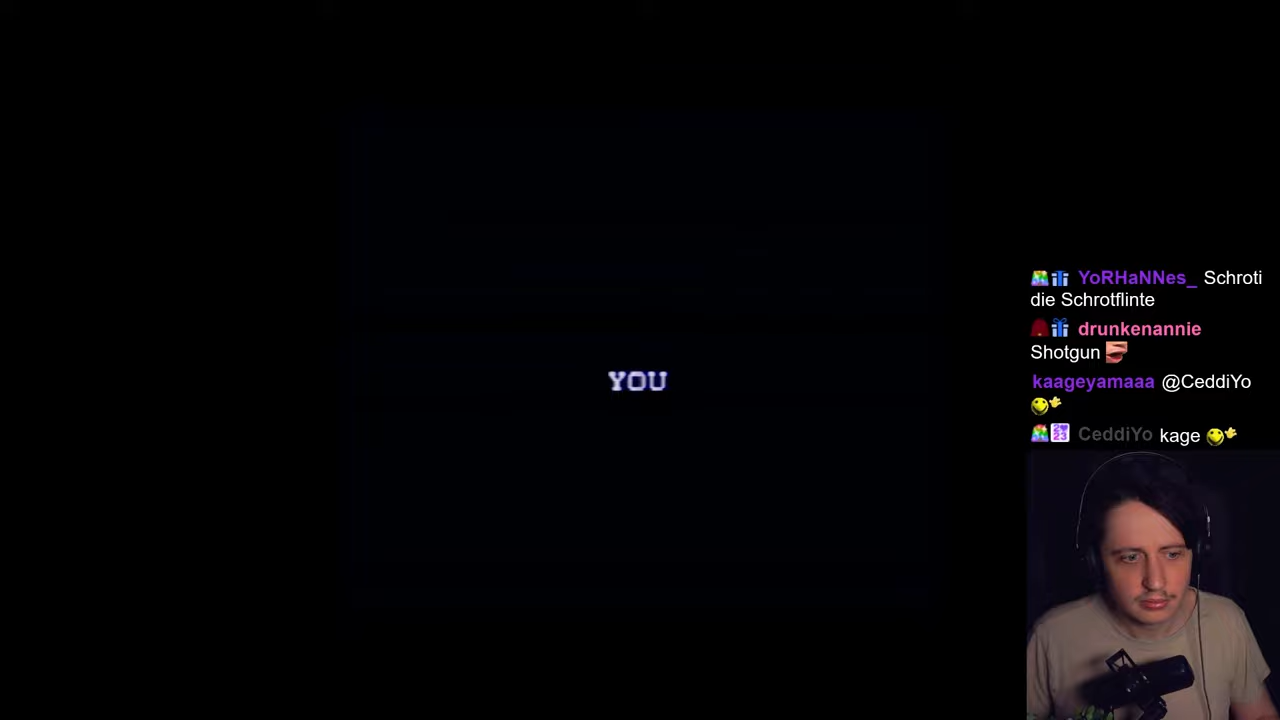 YOU
YoRHaNNes_ Schroti
die Schrotflinte
drunkenannie
Shotgun
kaageyamaaa @CeddiYo
CeddiYo kage